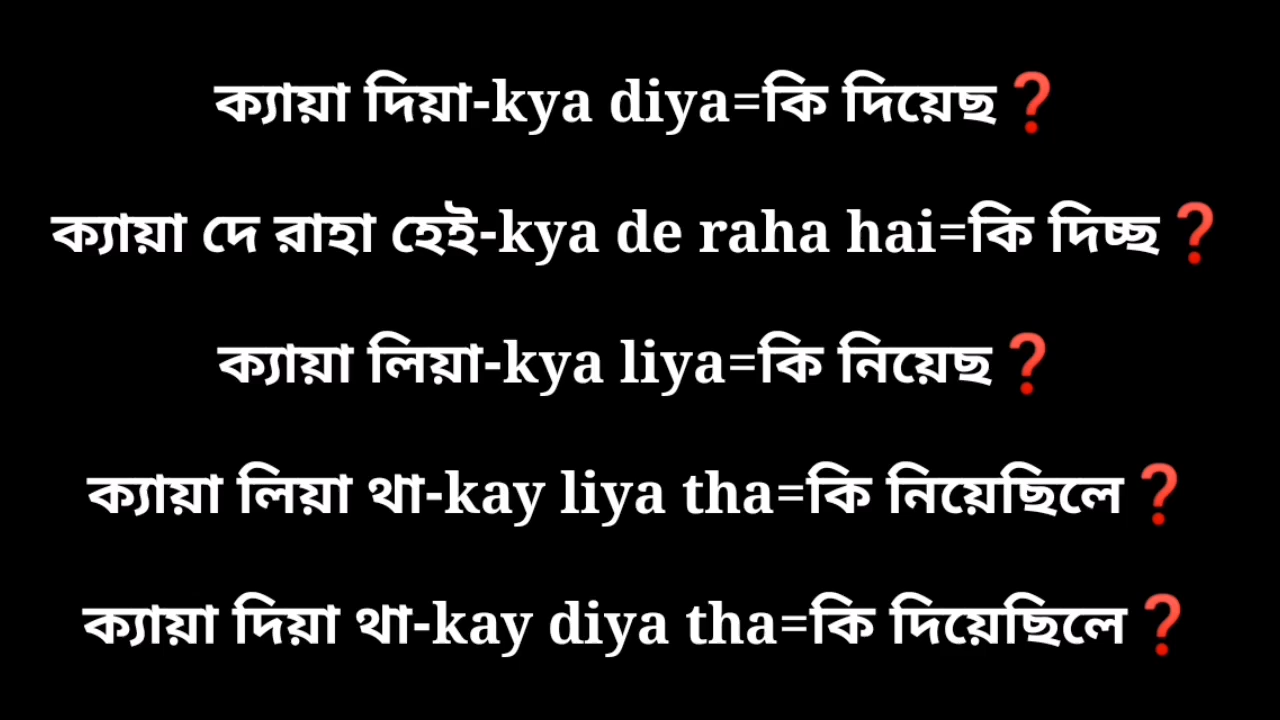 ক্যায়া দিয়া-kya diya=কি দিয়েছ❓
ক্যায়া দে রাহা হেই-kya de raha hai=কি দিচ্ছ❓
ক্যায়া লিয়া-kya liya=কি নিয়েছ❓
ক্যায়া লিয়া থা-kay liya tha=কি নিয়েছিলে❓
ক্যায়া দিয়া থা-kay diya tha=কি দিয়েছিলে❓